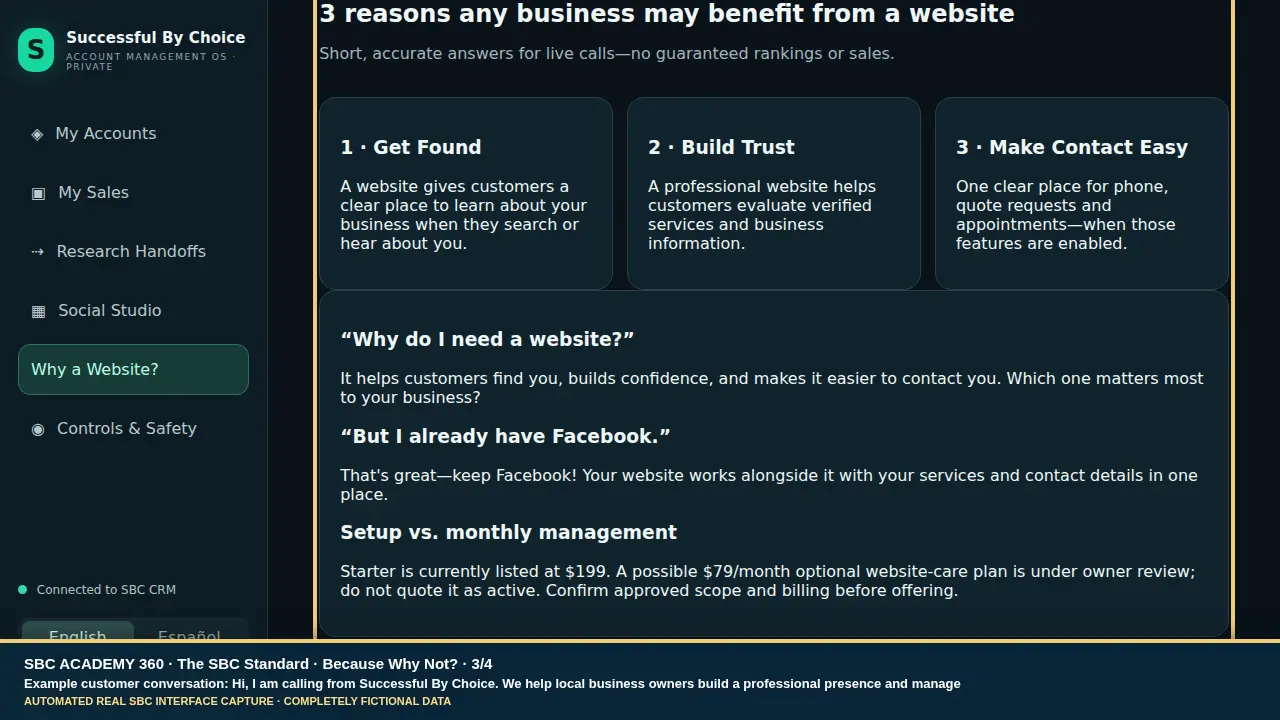 Successful By Choice
ACCOUNT MANAGEMENT OS ·
PRIVATE
My Accounts
My Sales
Research Handoffs
Social Studio
Why a Website?
Controls & Safety
Connected to SBC CRM
English Español
3 reasons any business may benefit from a website
Short, accurate answers for live calls—no guaranteed rankings or sales.
1 · Get Found
A website gives customers a
clear place to learn about your
business when they search or
hear about you.
2 · Build Trust
A professional website helps
customers evaluate verified
services and business
information.
3 · Make Contact Easy
One clear place for phone,
quote requests and
appointments—when those
features are enabled.
“Why do I need a website?”
It helps customers find you, builds confidence, and makes it easier to contact you. Which one matters most
to your business?
“But I already have Facebook.”
That's great—keep Facebook! Your website works alongside it with your services and contact details in one
place.
Setup vs. monthly management
Starter is currently listed at $199. A possible $79/month optional website-care plan is under owner review;
do not quote it as active. Confirm approved scope and billing before offering.
SBC ACADEMY 360 · The SBC Standard · Because Why Not? · 3/4
Example customer conversation: Hi, I am calling from Successful By Choice. We help local business owners build a professional presence and manage
AUTOMATED REAL SBC INTERFACE CAPTURE · COMPLETELY FICTIONAL DATA